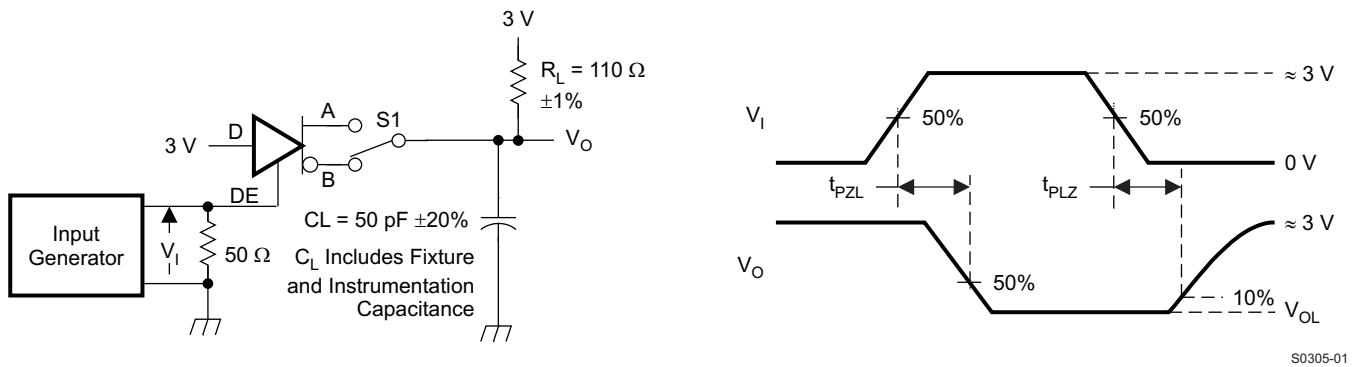 3 V
R_L = 110 Ω
±1%
A
S1
D
3 V
V_O
B
DE
Input
Generator
V_I
50 Ω
CL = 50 pF ±20%
C_L Includes Fixture
and Instrumentation
Capacitance
≈ 3 V
V_I
50%
50%
0 V
t_PZL
t_PLZ
≈ 3 V
V_O
50%
10%
V_OL
S0305-01